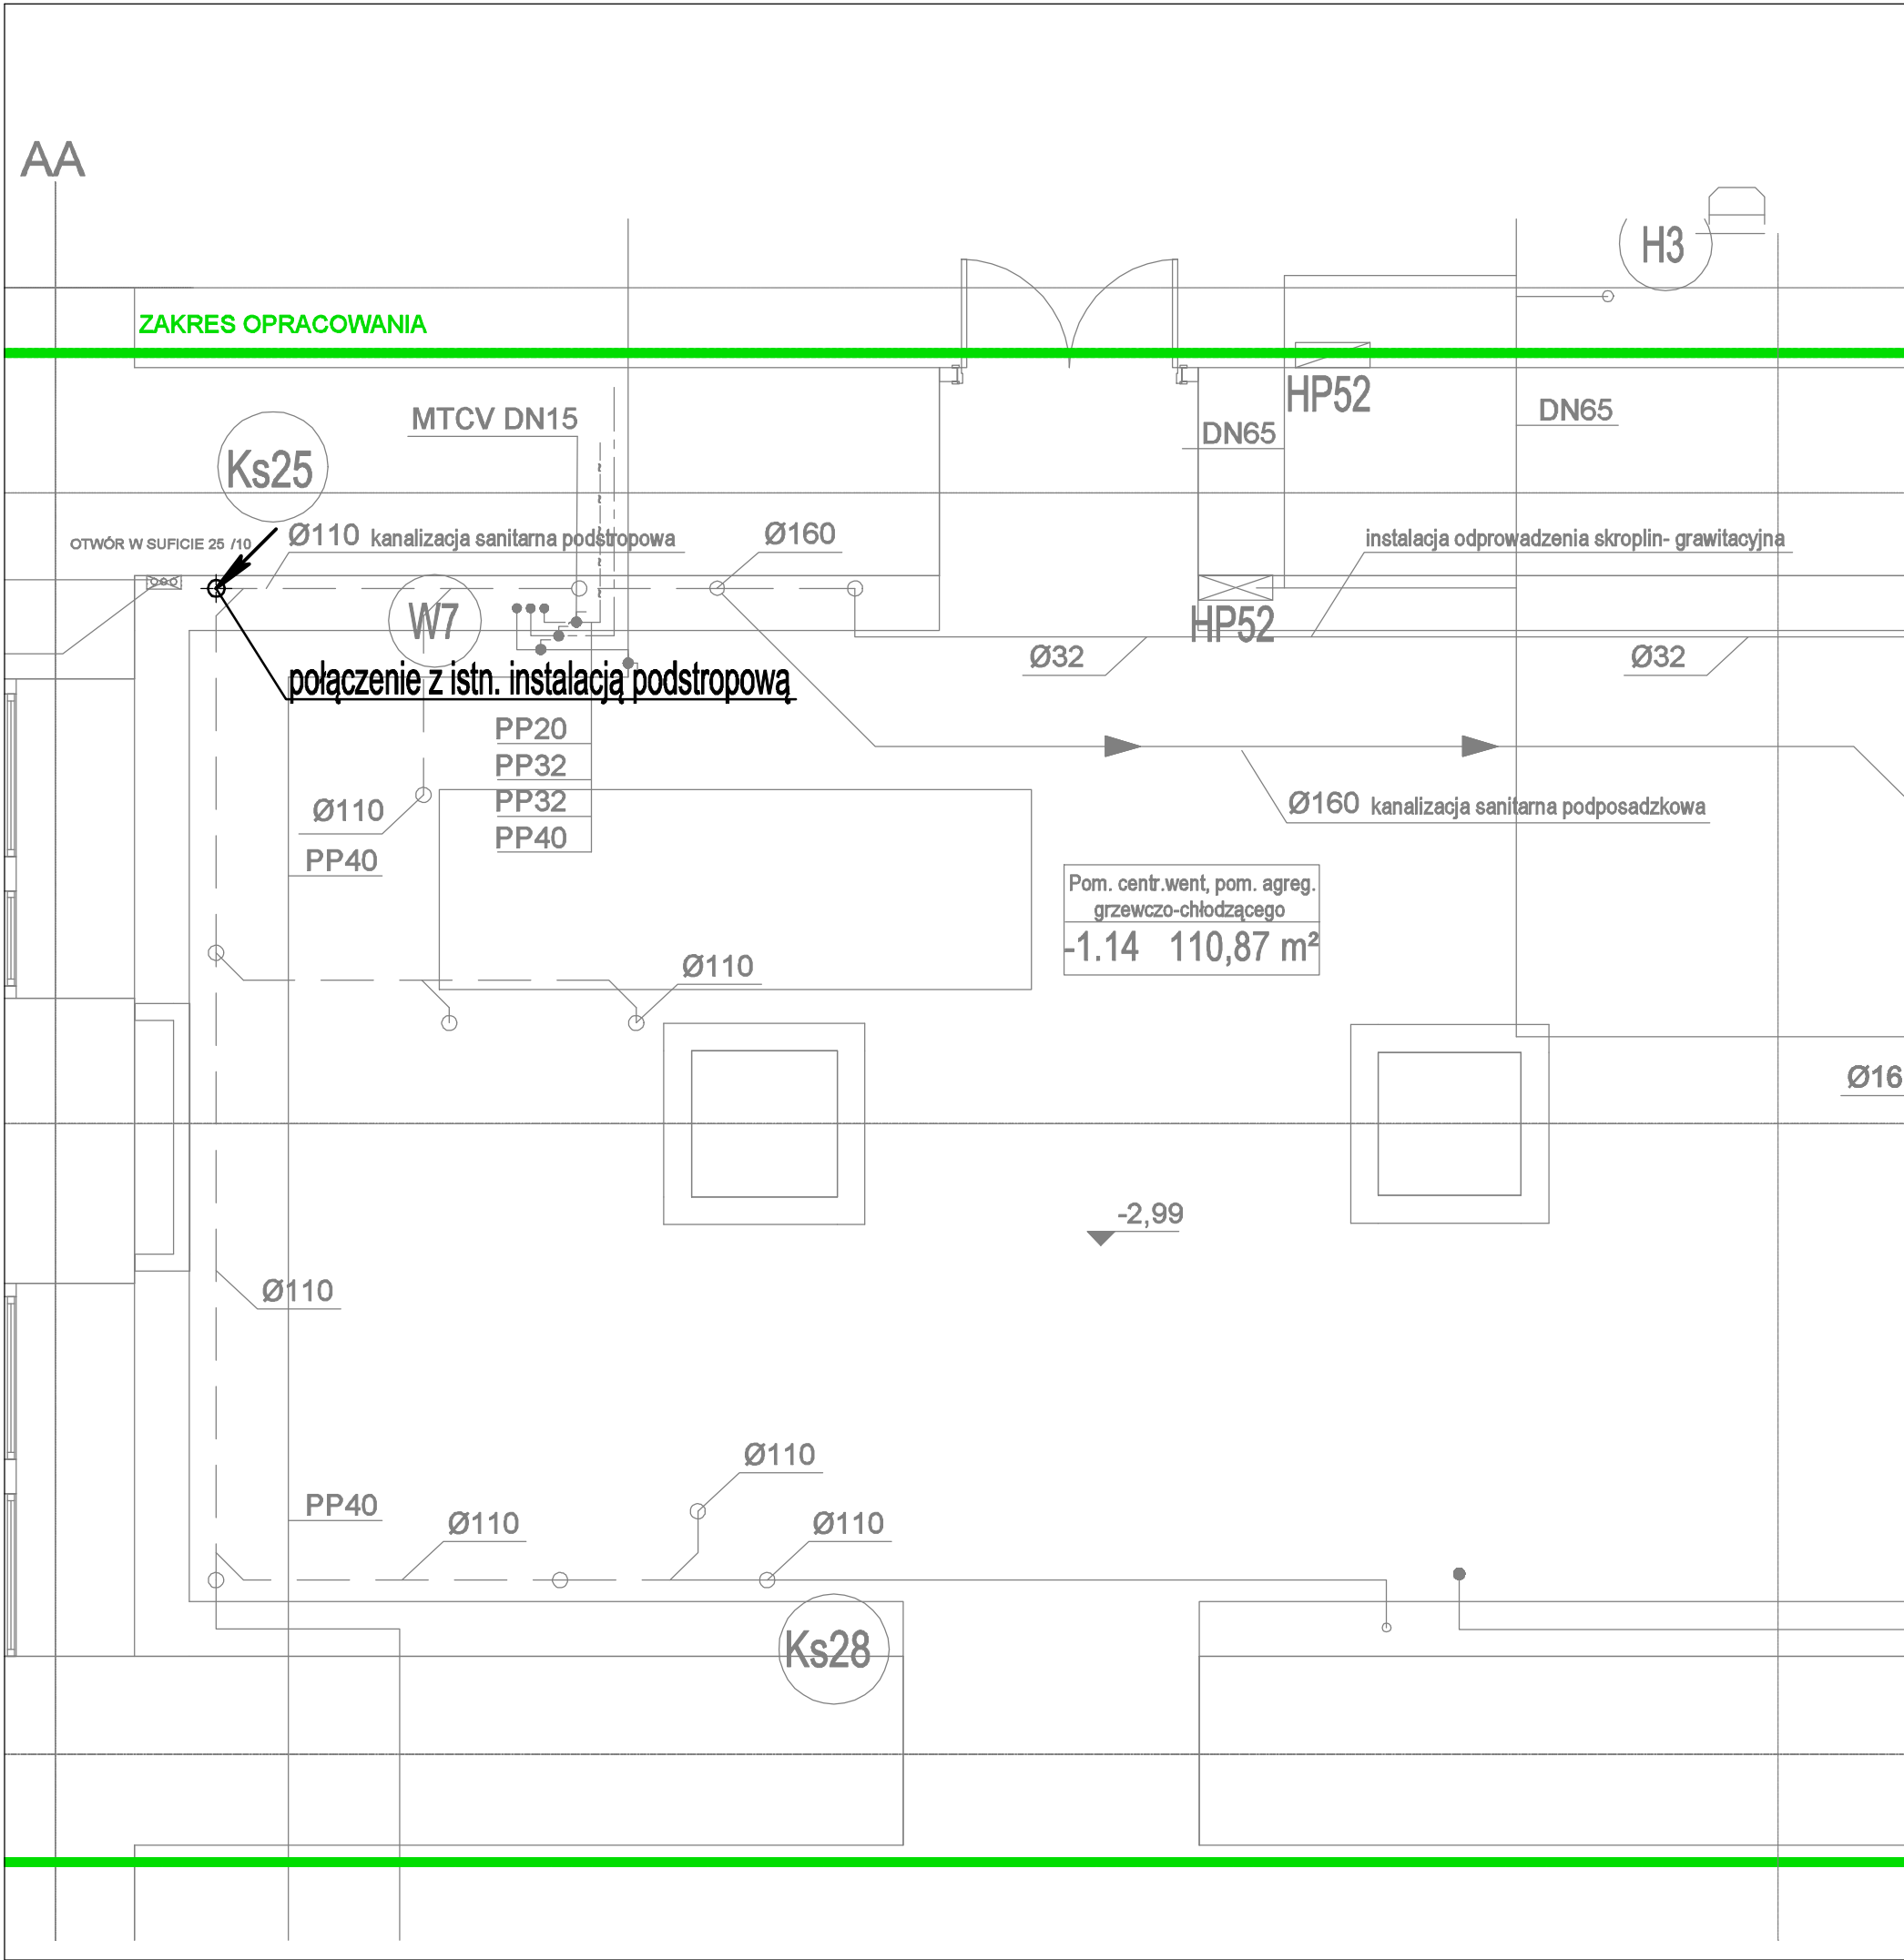 AA
H3
ZAKRES OPRACOWANIA
HP52
MTCV DN15
DN65
DN65
Ks25
OTWÓR W SUFICIE 25 /10
Ø110 kanalizacja sanitarna podstropowa
Ø160
instalacja odprowadzenia skroplin- grawitacyjna
W7
HP52
Ø32
Ø32
połączenie z istn. instalacją podstropową
PP20
PP32
PP32
PP40
Ø110
PP40
Ø160 kanalizacja sanitarna podposadzkowa
Pom. centr.went, pom. agreg.
grzewczo-chłodzącego
-1.14 110,87 m²
Ø110
Ø16
-2,99
Ø110
Ø110
PP40
Ø110
Ø110
Ks28